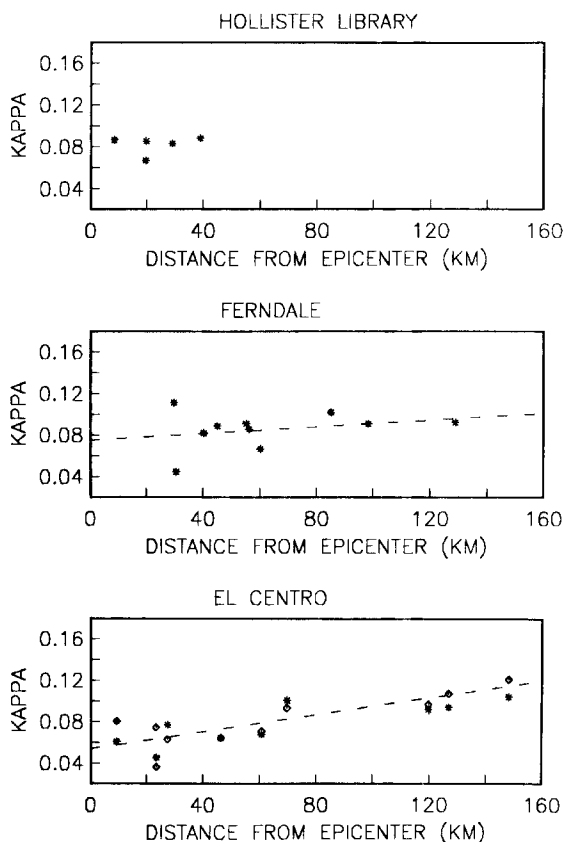 HOLLISTER LIBRARY
0.16
0.12
0.08
0.04
KAPPA
0 40 80 120 160
DISTANCE FROM EPICENTER (KM)
FERNDALE
0.16
0.12
0.08
0.04
KAPPA
0 40 80 120 160
DISTANCE FROM EPICENTER (KM)
EL CENTRO
0.16
0.12
0.08
0.04
KAPPA
0 40 80 120 160
DISTANCE FROM EPICENTER (KM)